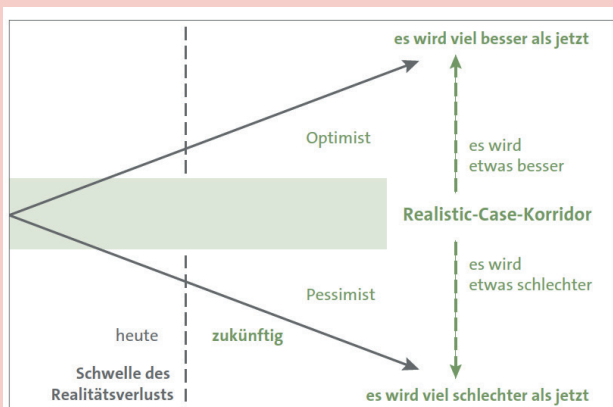 es wird viel besser als jetzt
Optimist
es wird
etwas besser
Realistic-Case-Korridor
es wird
etwas schlechter
Pessimist
heute
zukünftig
Schwelle des
Realitätsverlusts
es wird viel schlechter als jetzt